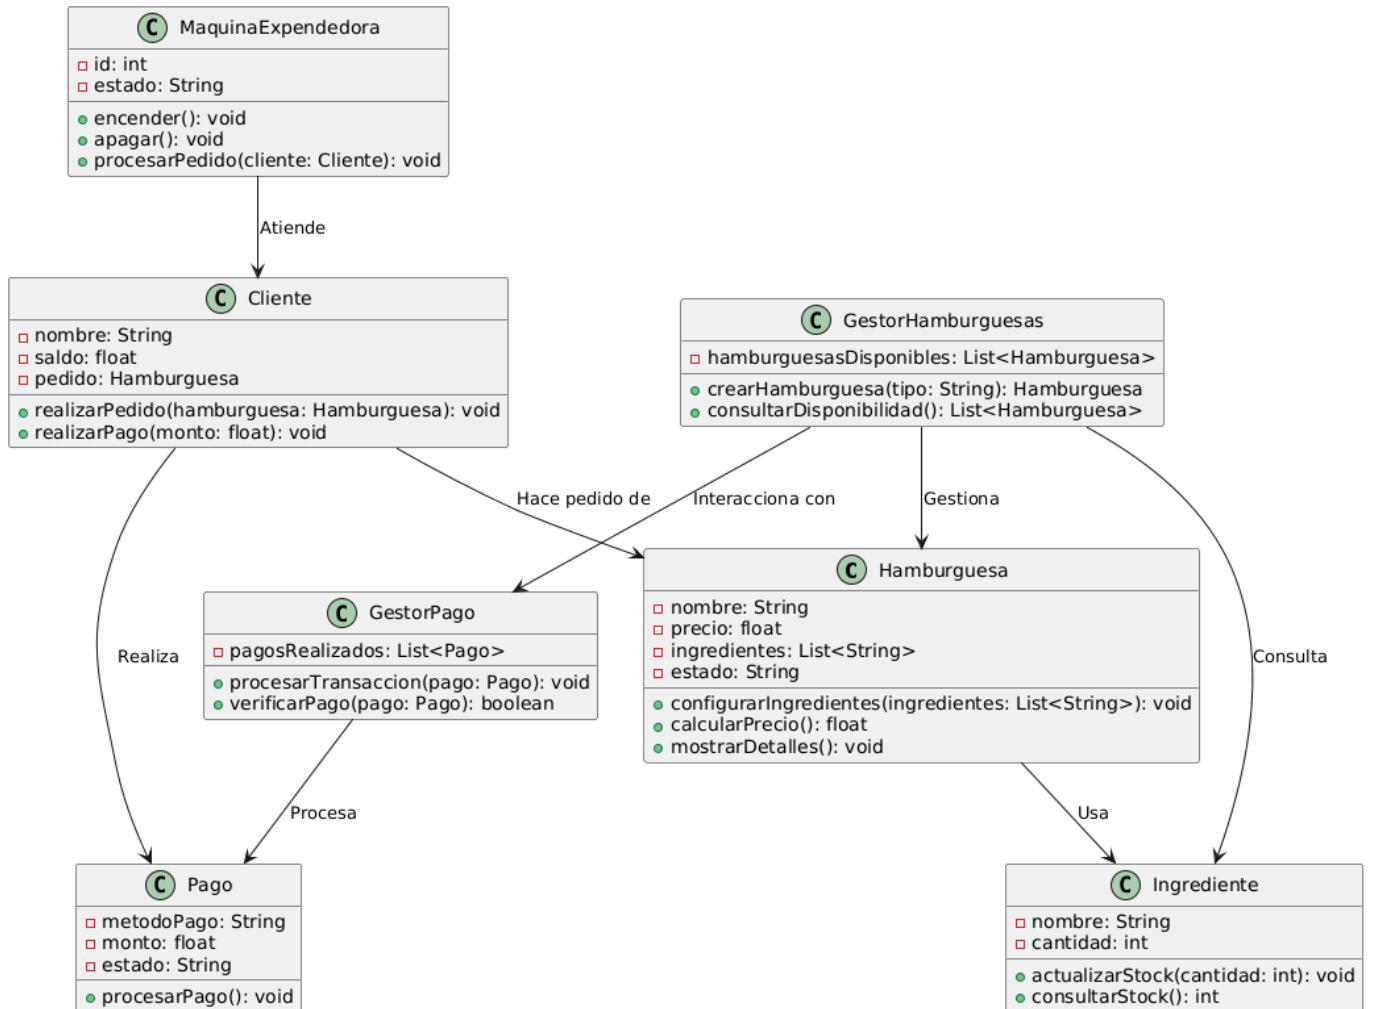 C MaquinaExpendedora
id: int
estado: String
encender(): void
apagar(): void
procesarPedido(cliente: Cliente): void
Atiende
C Cliente
nombre: String
saldo: float
pedido: Hamburguesa
realizarPedido(hamburguesa: Hamburguesa): void
realizarPago(monto: float): void
C GestorHamburguesas
hamburguesasDisponibles: List<Hamburguesa>
crearHamburguesa(tipo: String): Hamburguesa
consultarDisponibilidad(): List<Hamburguesa>
Hace pedido de
Interacciona con
Gestiona
C GestorPago
pagosRealizados: List<Pago>
procesarTransaccion(pago: Pago): void
verificarPago(pago: Pago): boolean
C Hamburguesa
nombre: String
precio: float
ingredientes: List<String>
estado: String
configurarIngredientes(ingredientes: List<String>): void
calcularPrecio(): float
mostrarDetalles(): void
Realiza
Consulta
Procesa
Usa
C Pago
metodoPago: String
monto: float
estado: String
procesarPago(): void
C Ingrediente
nombre: String
cantidad: int
actualizarStock(cantidad: int): void
consultarStock(): int